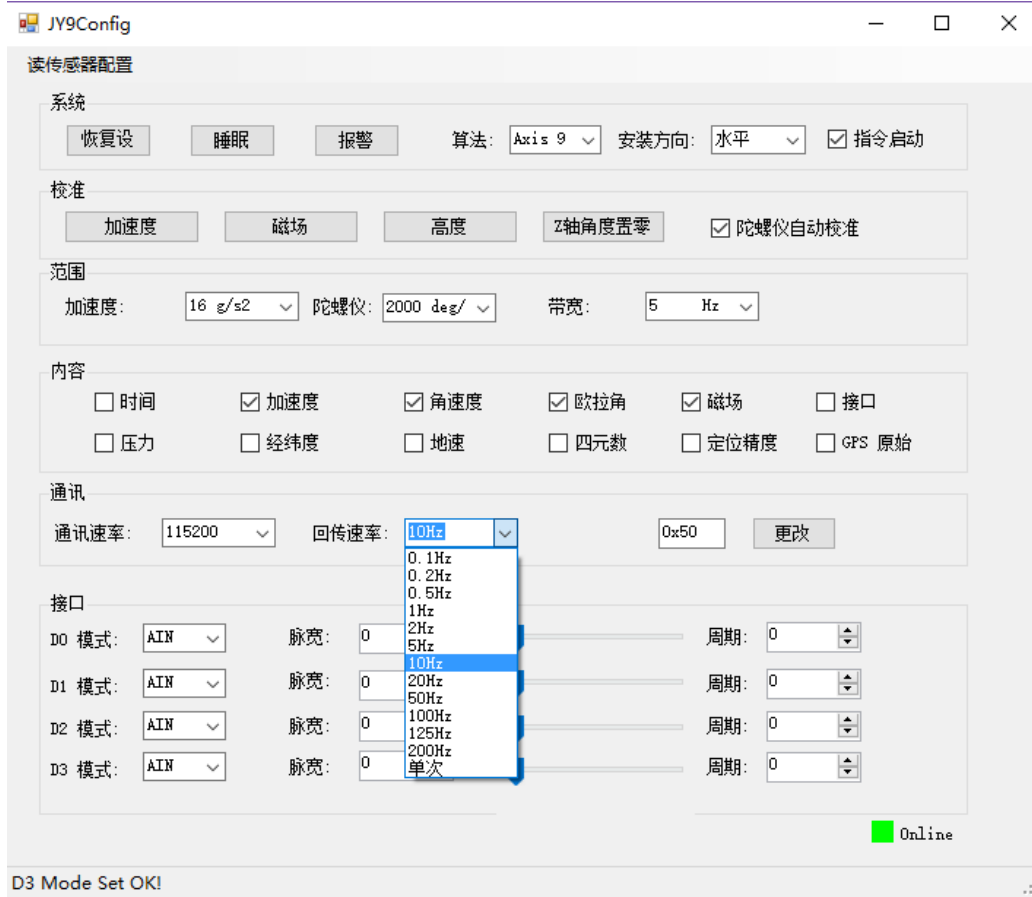 JY9Config
读传感器配置
系统
恢复设 睡眠 报警 算法: Axis 9 安装方向: 水平 指令启动
校准
加速度 磁场 高度 Z轴角度置零 陀螺仪自动校准
范围
加速度: 16 g/s2 陀螺仪: 2000 deg/ 带宽: 5 Hz
内容
时间 加速度 角速度 欧拉角 磁场 接口
压力 经纬度 地速 四元数 定位精度 GPS 原始
通讯
通讯速率: 115200 回传速率: 10Hz 0x50 更改
0.1Hz
0.2Hz
0.5Hz
1Hz
2Hz
5Hz
10Hz
20Hz
50Hz
100Hz
125Hz
200Hz
单次
接口
D0 模式: AIN 脉宽: 0 周期: 0
D1 模式: AIN 脉宽: 0 周期: 0
D2 模式: AIN 脉宽: 0 周期: 0
D3 模式: AIN 脉宽: 0 周期: 0
Online
D3 Mode Set OK!